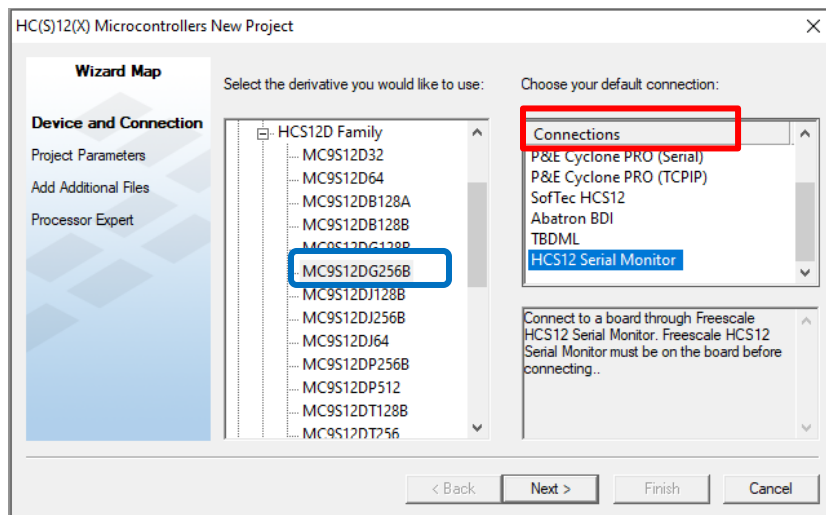 HC(S)12(X) Microcontrollers New Project
Wizard Map
Device and Connection
Project Parameters
Add Additional Files
Processor Expert
Select the derivative you would like to use:
HCS12D Family
MC9S12D32
MC9S12D64
MC9S12DB128A
MC9S12DB128B
MC9S12DG128B
MC9S12DG256B
MC9S12DJ128B
MC9S12DJ256B
MC9S12DJ64
MC9S12DP256B
MC9S12DP512
MC9S12DT128B
MC9S12DT256
Choose your default connection:
Connections
P&E Cyclone PRO (Serial)
P&E Cyclone PRO (TCPIP)
SofTec HCS12
Abatron BDI
TBDML
HCS12 Serial Monitor
Connect to a board through Freescale
HCS12 Serial Monitor. Freescale HCS12
Serial Monitor must be on the board before
connecting..
< Back
Next >
Finish
Cancel